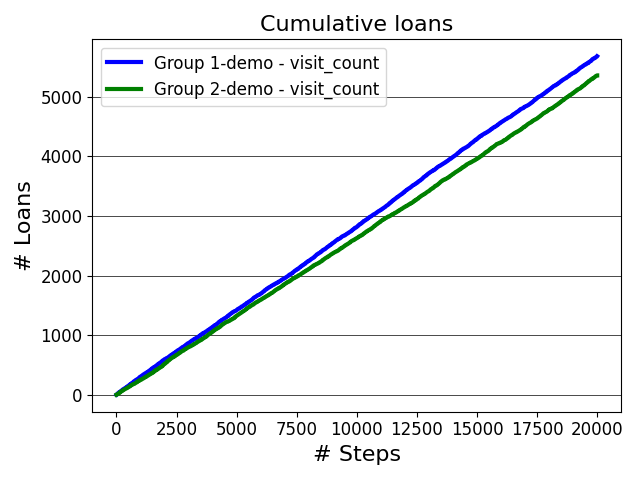 Cumulative loans
Group 1-demo - visit_count
Group 2-demo - visit_count
# Loans
5000
4000
3000
2000
1000
0
0 2500 5000 7500 10000 12500 15000 17500 20000
# Steps